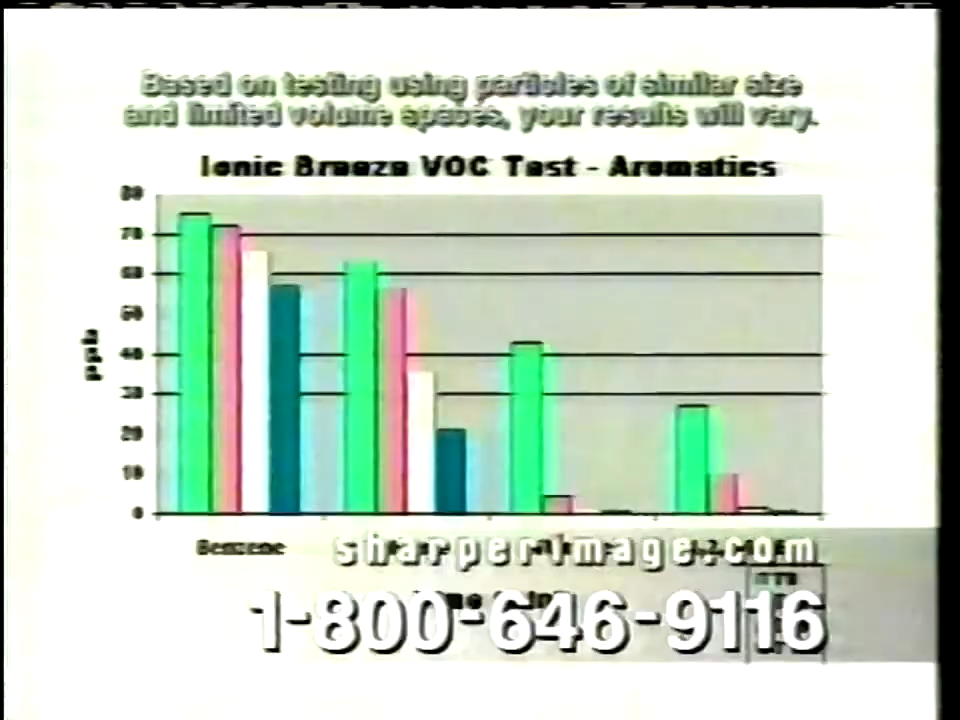 Based on testing using particles of similar size
and limited volume spaces, your results will vary.
Ionic Breeze VOC Test - Aromatics
80
70
60
50
40
30
20
10
0
ppb
Benzene
sharperimage.com
1-800-646-9116